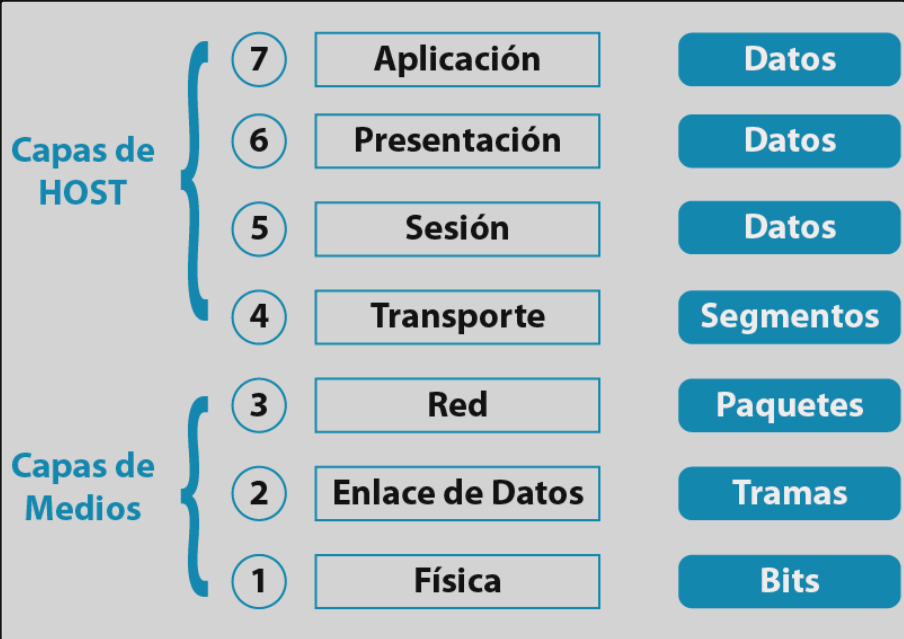 7 Aplicación Datos
6 Presentación Datos
Capas de
HOST
5 Sesión Datos
4 Transporte Segmentos
3 Red Paquetes
Capas de
Medios
2 Enlace de Datos Tramas
1 Física Bits